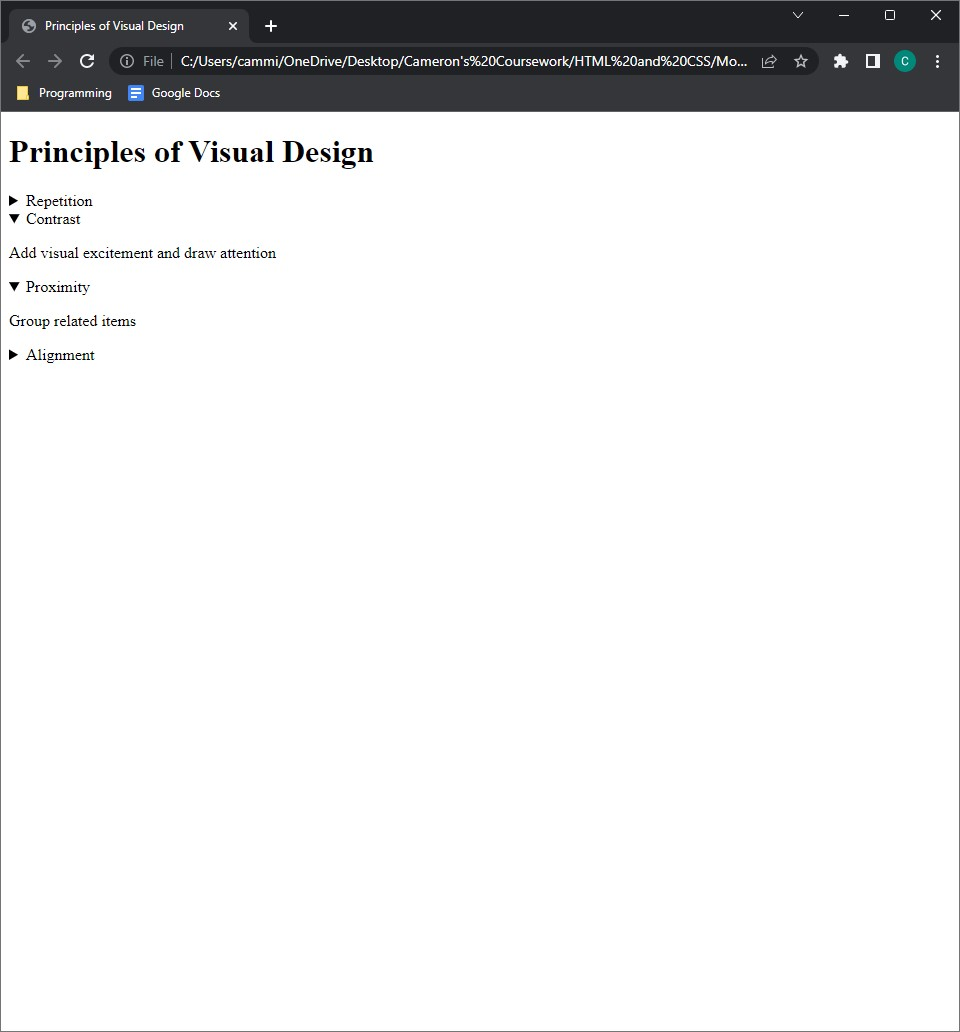 Principles of Visual Design
File C:/Users/cammi/OneDrive/Desktop/Cameron's%20Coursework/HTML%20and%20CSS/Mo...
C
Programming
Google Docs
Principles of Visual Design
Repetition
Contrast
Add visual excitement and draw attention
Proximity
Group related items
Alignment